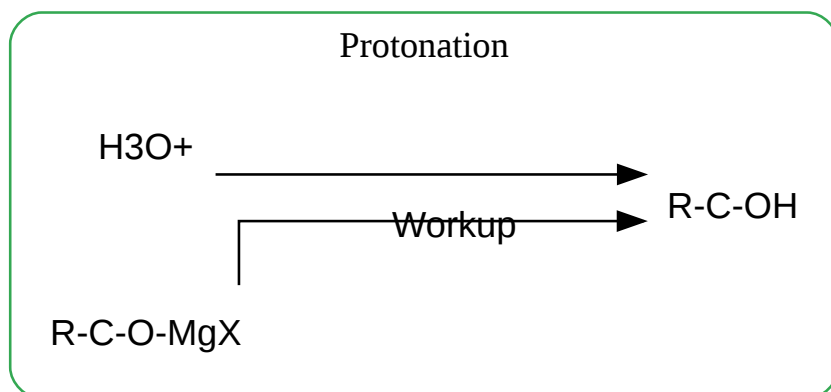 Protonation
H3O+
R-C-OH
Workup
R-C-O-MgX